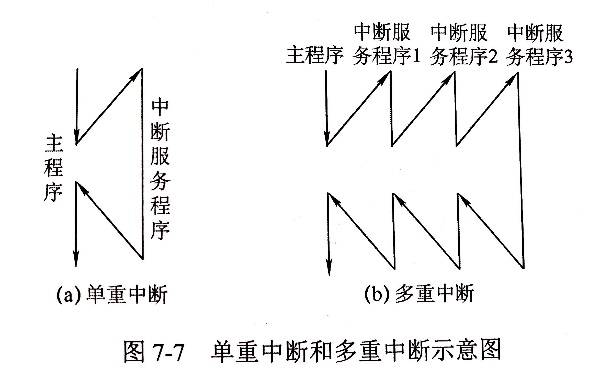 主程序
中断服务程序
(a) 单重中断
主程序
中断服
务程序1
中断服
务程序2
中断服
务程序3
(b) 多重中断
图 7-7 单重中断和多重中断示意图